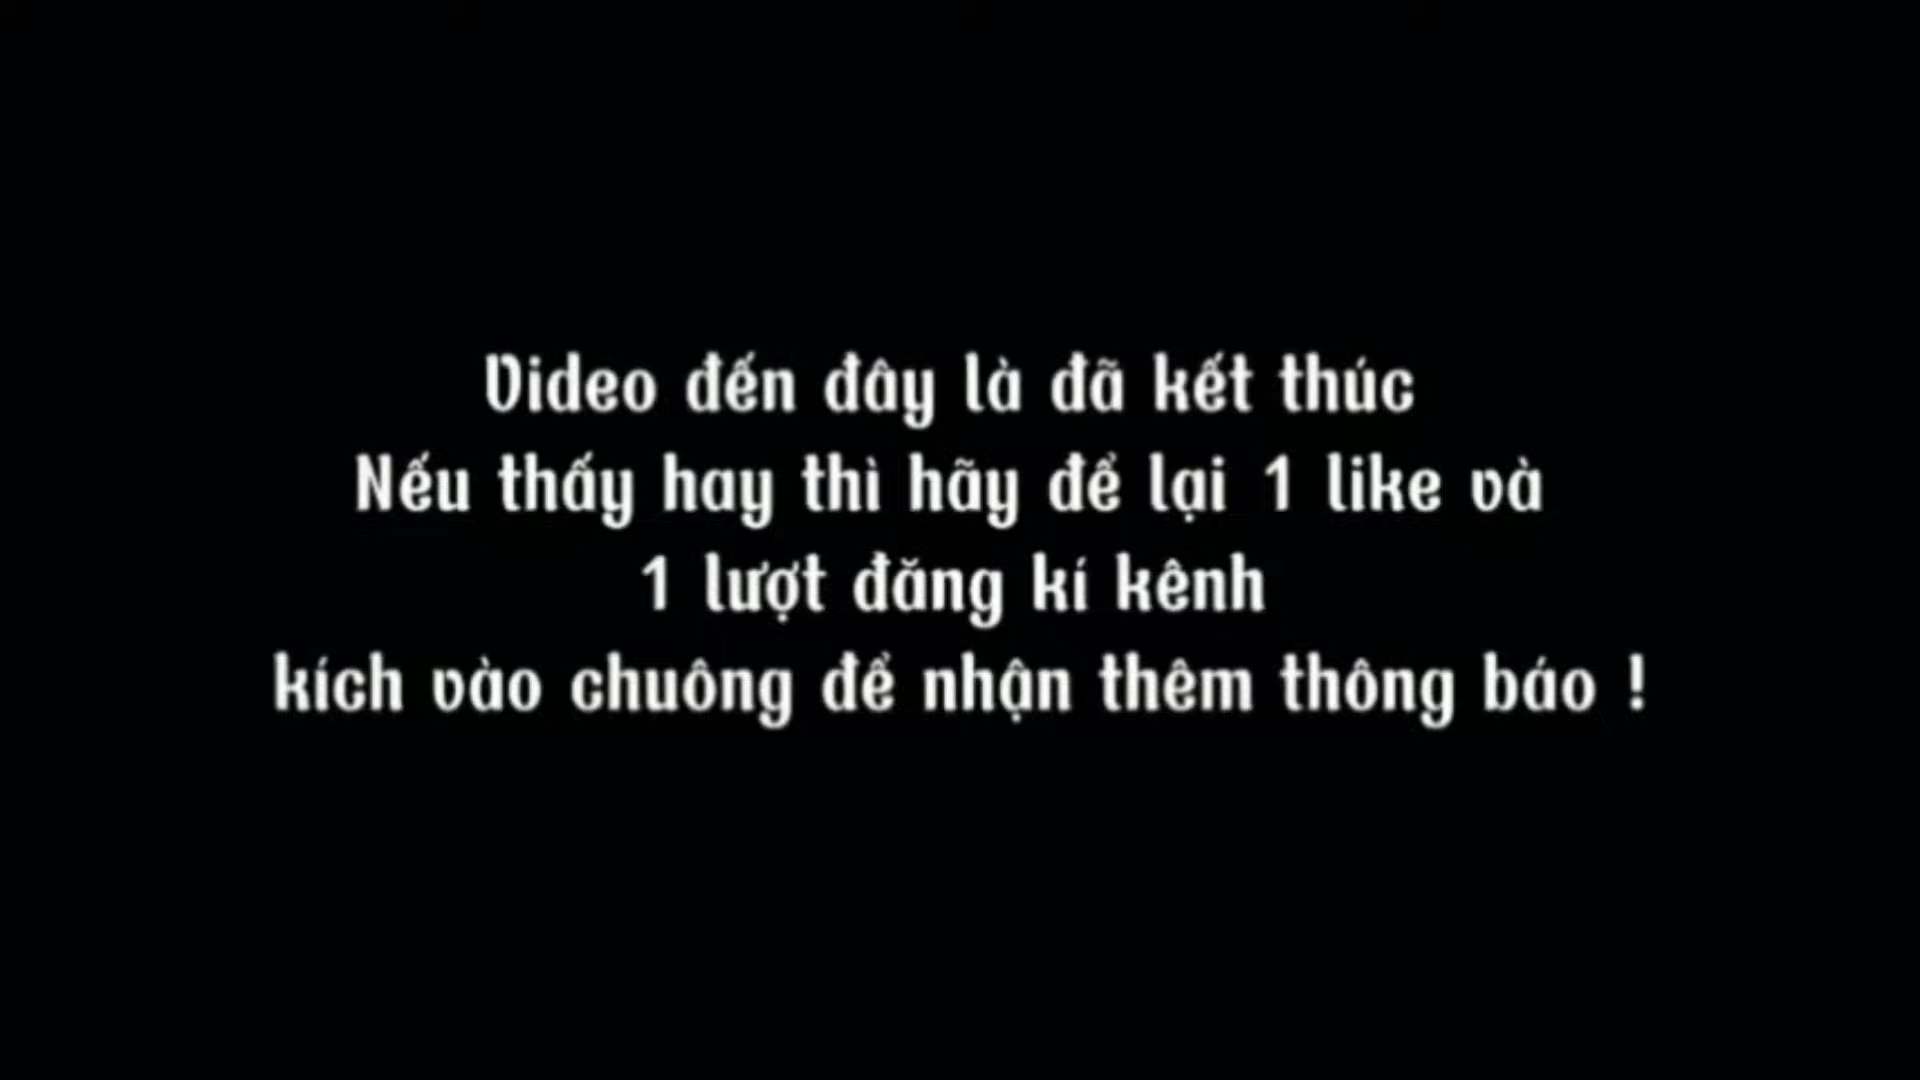 Video đến đây là đã kết thúc
Nếu thấy hay thì hãy để lại 1 like và
1 lượt đăng kí kênh
kích vào chuông để nhận thêm thông báo !